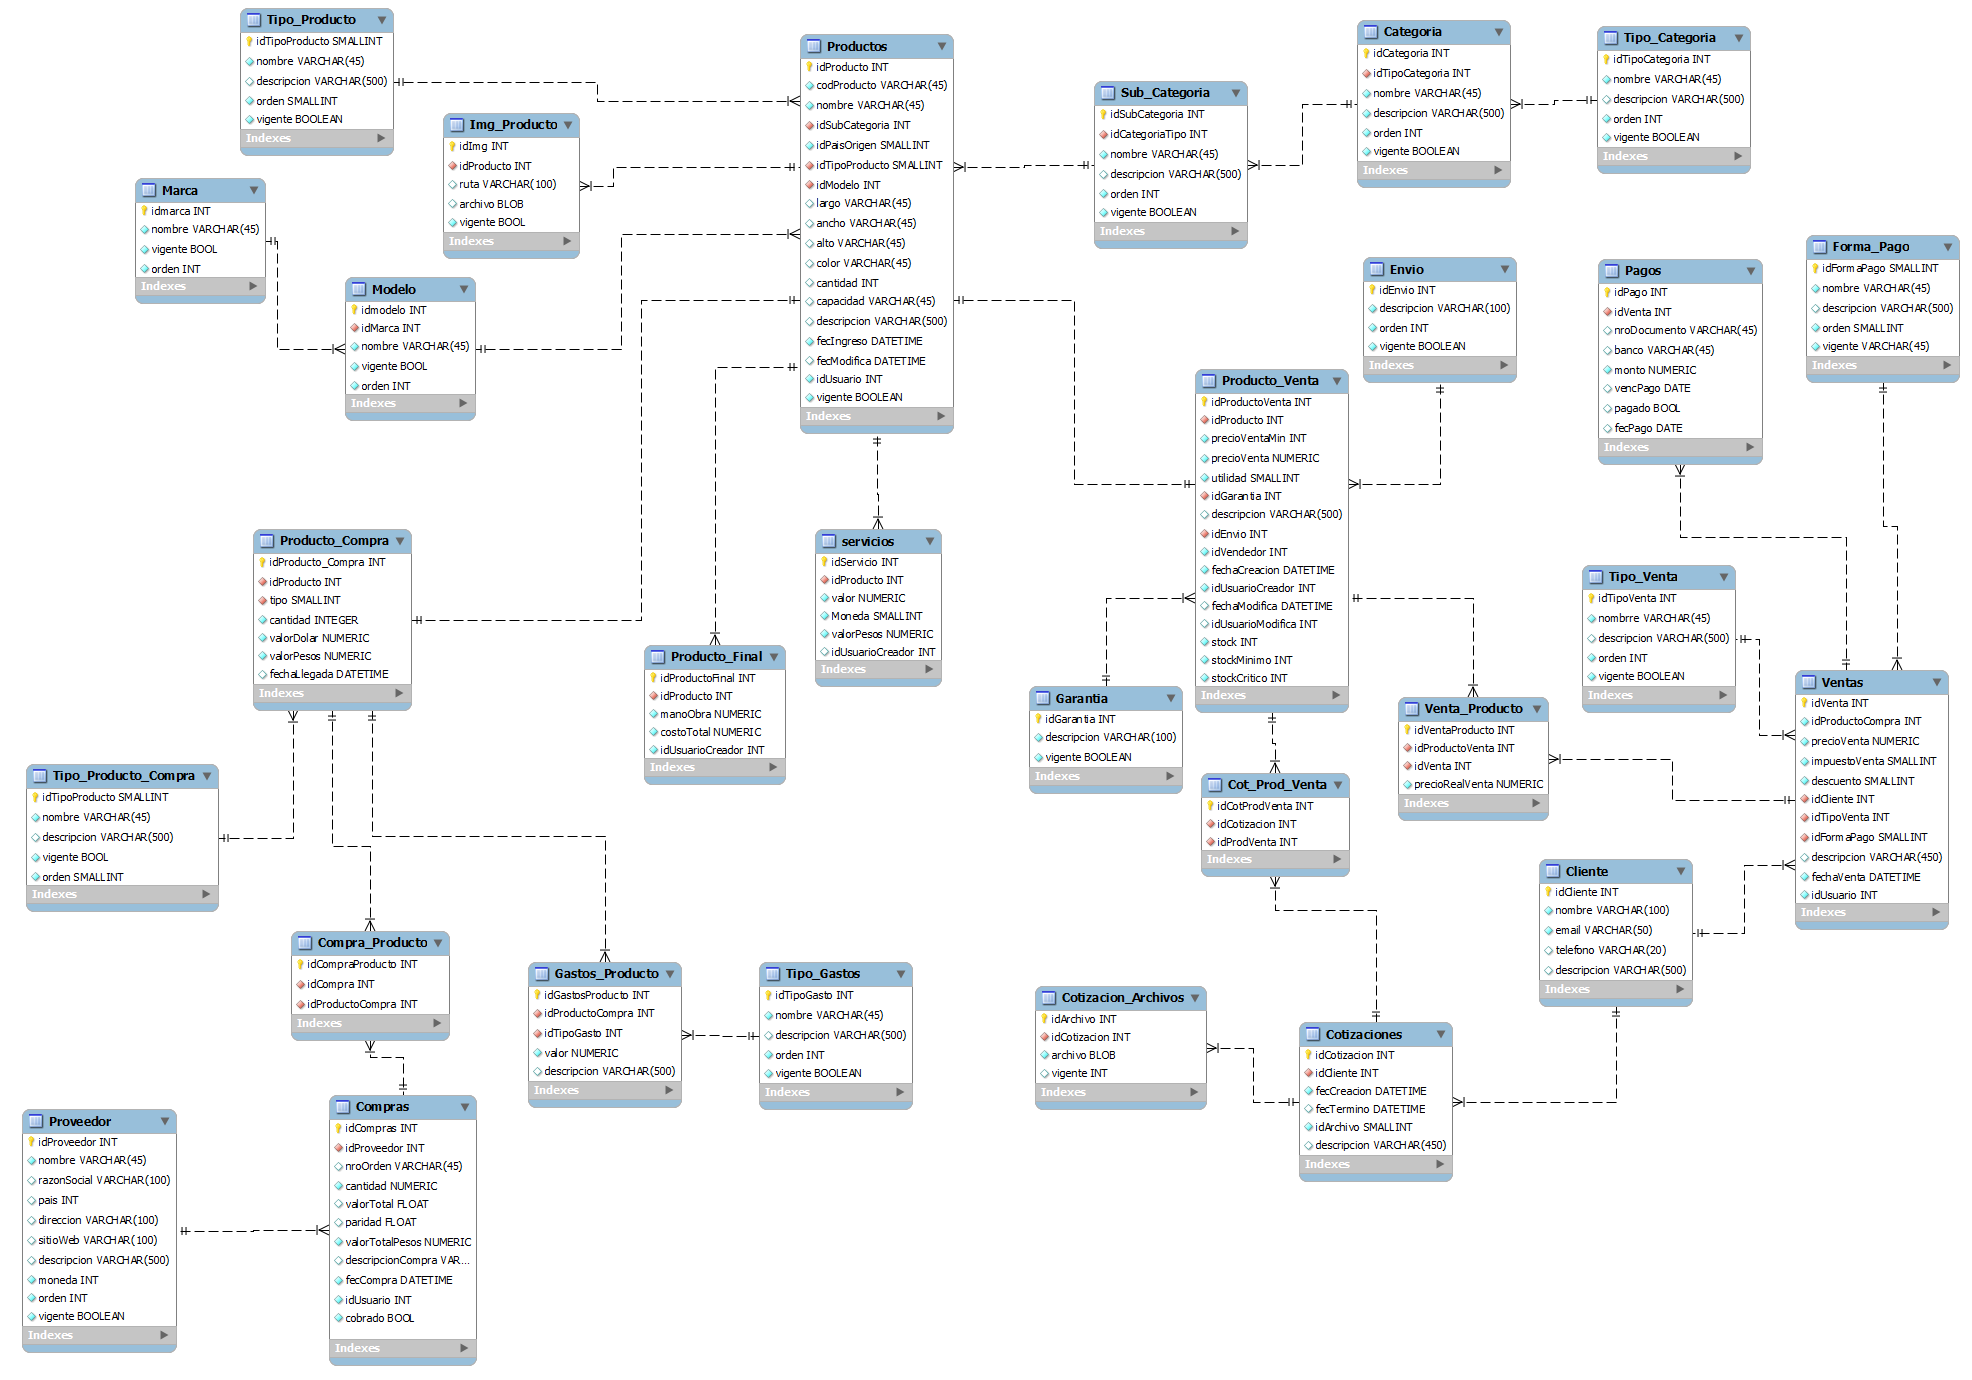 Tipo_Producto
idTipoProducto SMALLINT
nombre VARCHAR(45)
descripcion VARCHAR(500)
orden SMALLINT
vigente BOOLEAN
Indexes
Img_Producto
idImg INT
idProducto INT
ruta VARCHAR(100)
archivo BLOB
vigente BOOL
Indexes
Marca
idmarca INT
nombre VARCHAR(45)
vigente BOOL
orden INT
Indexes
Modelo
idmodelo INT
idMarca INT
nombre VARCHAR(45)
vigente BOOL
orden INT
Indexes
Productos
idProducto INT
codProducto VARCHAR(45)
nombre VARCHAR(45)
idSubCategoria INT
idPaisOrigen SMALLINT
idTipoProducto SMALLINT
idModelo INT
largo VARCHAR(45)
ancho VARCHAR(45)
alto VARCHAR(45)
color VARCHAR(45)
cantidad INT
capacidad VARCHAR(45)
descripcion VARCHAR(500)
fecIngreso DATETIME
fecModifica DATETIME
idUsuario INT
vigente BOOLEAN
Indexes
Sub_Categoria
idSubCategoria INT
idCategoriaTipo INT
nombre VARCHAR(45)
descripcion VARCHAR(500)
orden INT
vigente BOOLEAN
Indexes
Categoria
idCategoria INT
idTipoCategoria INT
nombre VARCHAR(45)
descripcion VARCHAR(500)
orden INT
vigente BOOLEAN
Indexes
Tipo_Categoria
idTipoCategoria INT
nombre VARCHAR(45)
descripcion VARCHAR(500)
orden INT
vigente BOOLEAN
Indexes
Envio
idEnvio INT
descripcion VARCHAR(100)
orden INT
vigente BOOLEAN
Indexes
Pagos
idPago INT
idVenta INT
nroDocumento VARCHAR(45)
banco VARCHAR(45)
monto NUMERIC
vencPago DATE
pagado BOOL
fecPago DATE
Indexes
Forma_Pago
idFormaPago SMALLINT
nombre VARCHAR(45)
descripcion VARCHAR(500)
orden SMALLINT
vigente VARCHAR(45)
Indexes
Producto_Venta
idProductoVenta INT
idProducto INT
precioVentaMin INT
precioVenta NUMERIC
utilidad SMALLINT
idGarantia INT
descripcion VARCHAR(500)
idEnvio INT
idVendedor INT
fechaCreacion DATETIME
idUsuarioCreador INT
fechaModifica DATETIME
idUsuarioModifica INT
stock INT
stockMinimo INT
stockCritico INT
Indexes
Producto_Compra
idProducto_Compra INT
idProducto INT
tipo SMALLINT
cantidad INTEGER
valorDolar NUMERIC
valorPesos NUMERIC
fechaLlegada DATETIME
Indexes
servicios
idServicio INT
idProducto INT
valor NUMERIC
Moneda SMALLINT
valorPesos NUMERIC
idUsuarioCreador INT
Indexes
Producto_Final
idProductoFinal INT
idProducto INT
manoObra NUMERIC
costoTotal NUMERIC
idUsuarioCreador INT
Indexes
Tipo_Venta
idTipoVenta INT
nombrre VARCHAR(45)
descripcion VARCHAR(500)
orden INT
vigente BOOLEAN
Indexes
Garantia
idGarantia INT
descripcion VARCHAR(100)
vigente BOOLEAN
Indexes
Venta_Producto
idVentaProducto INT
idProductoVenta INT
idVenta INT
precioRealVenta NUMERIC
Indexes
Ventas
idVenta INT
idProductoCompra INT
precioVenta NUMERIC
impuestoVenta SMALLINT
descuento SMALLINT
idCliente INT
idTipoVenta INT
idFormaPago SMALLINT
descripcion VARCHAR(450)
fechaVenta DATETIME
idUsuario INT
Indexes
Tipo_Producto_Compra
idTipoProducto SMALLINT
nombre VARCHAR(45)
descripcion VARCHAR(500)
vigente BOOL
orden SMALLINT
Indexes
Cot_Prod_Venta
idCotProdVenta INT
idCotizacion INT
idProdVenta INT
Indexes
Cliente
idCliente INT
nombre VARCHAR(100)
email VARCHAR(50)
telefono VARCHAR(20)
descripcion VARCHAR(500)
Indexes
Compra_Producto
idCompraProducto INT
idCompra INT
idProductoCompra INT
Indexes
Gastos_Producto
idGastosProducto INT
idProductoCompra INT
idTipoGasto INT
valor NUMERIC
descripcion VARCHAR(500)
Indexes
Tipo_Gastos
idTipoGasto INT
nombre VARCHAR(45)
descripcion VARCHAR(500)
orden INT
vigente BOOLEAN
Indexes
Cotizacion_Archivos
idArchivo INT
idCotizacion INT
archivo BLOB
vigente INT
Indexes
Cotizaciones
idCotizacion INT
idCliente INT
fecCreacion DATETIME
fecTermino DATETIME
idArchivo SMALLINT
descripcion VARCHAR(450)
Indexes
Proveedor
idProveedor INT
nombre VARCHAR(45)
razonSocial VARCHAR(100)
pais INT
direccion VARCHAR(100)
sitioWeb VARCHAR(100)
descripcion VARCHAR(500)
moneda INT
orden INT
vigente BOOLEAN
Indexes
Compras
idCompras INT
idProveedor INT
nroOrden VARCHAR(45)
cantidad NUMERIC
valorTotal FLOAT
paridad FLOAT
valorTotalPesos NUMERIC
descripcionCompra VAR...
fecCompra DATETIME
idUsuario INT
cobrado BOOL
Indexes